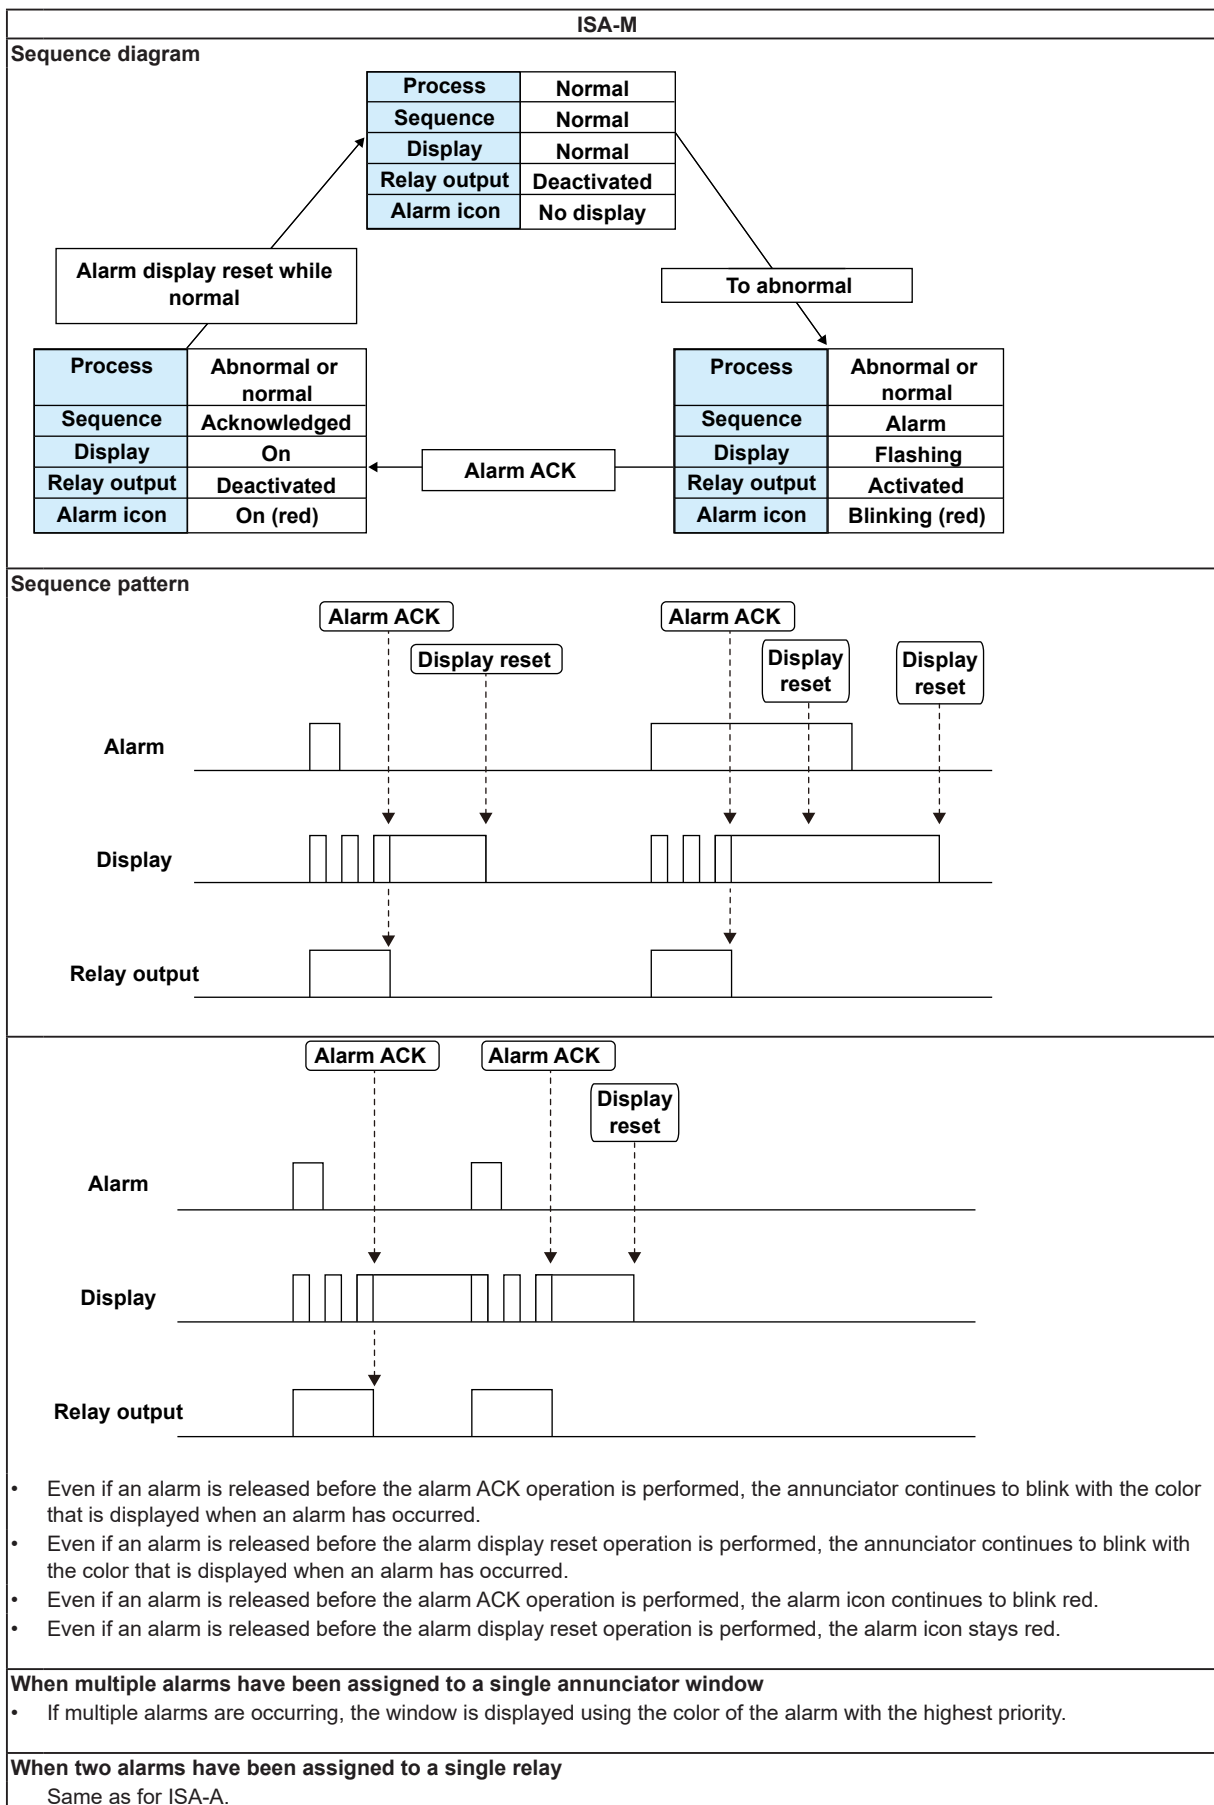 ISA-M
Sequence diagram
Process Normal
Sequence Normal
Display Normal
Relay output Deactivated
Alarm icon No display
Alarm display reset while
normal
To abnormal
Process Abnormal or
normal
Sequence Acknowledged
Display On
Relay output Deactivated
Alarm icon On (red)
Alarm ACK
Process Abnormal or
normal
Sequence Alarm
Display Flashing
Relay output Activated
Alarm icon Blinking (red)
Sequence pattern
Alarm ACK
Display reset
Alarm ACK
Display
reset
Display
reset
Alarm
Display
Relay output
Alarm ACK
Alarm ACK
Display
reset
Alarm
Display
Relay output
• Even if an alarm is released before the alarm ACK operation is performed, the annunciator continues to blink with the color
that is displayed when an alarm has occurred.
• Even if an alarm is released before the alarm display reset operation is performed, the annunciator continues to blink with
the color that is displayed when an alarm has occurred.
• Even if an alarm is released before the alarm ACK operation is performed, the alarm icon continues to blink red.
• Even if an alarm is released before the alarm display reset operation is performed, the alarm icon stays red.
When multiple alarms have been assigned to a single annunciator window
• If multiple alarms are occurring, the window is displayed using the color of the alarm with the highest priority.
When two alarms have been assigned to a single relay
Same as for ISA-A.